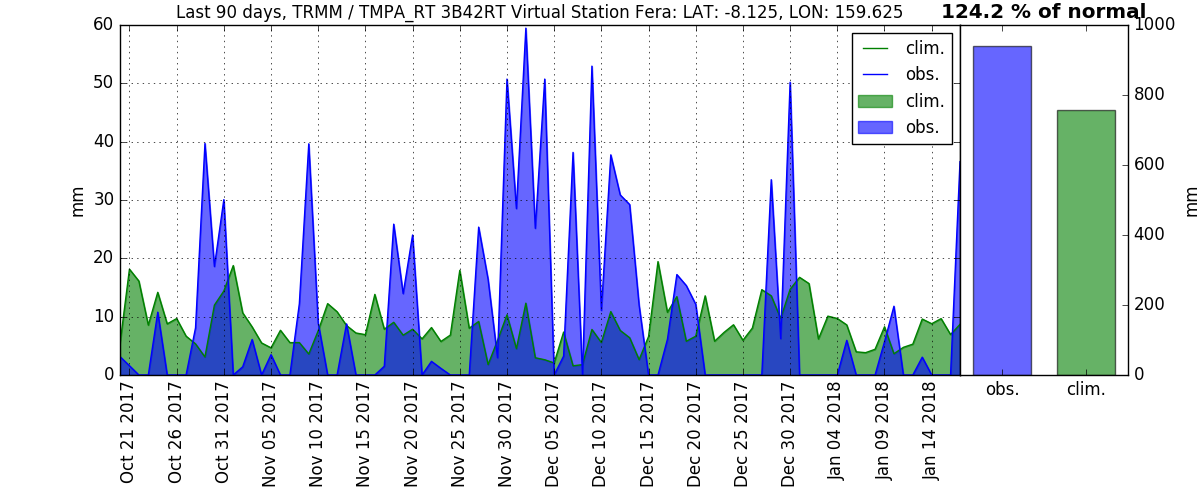 Last 90 days, TRMM / TMPA_RT 3B42RT Virtual Station Fera: LAT: -8.125, LON: 159.625
124.2 % of normal
60
50
40
30
20
10
0
mm
clim.
obs.
clim.
obs.
1000
800
600
400
200
0
mm
Oct 21 2017
Oct 26 2017
Oct 31 2017
Nov 05 2017
Nov 10 2017
Nov 15 2017
Nov 20 2017
Nov 25 2017
Nov 30 2017
Dec 05 2017
Dec 10 2017
Dec 15 2017
Dec 20 2017
Dec 25 2017
Dec 30 2017
Jan 04 2018
Jan 09 2018
Jan 14 2018
obs.
clim.